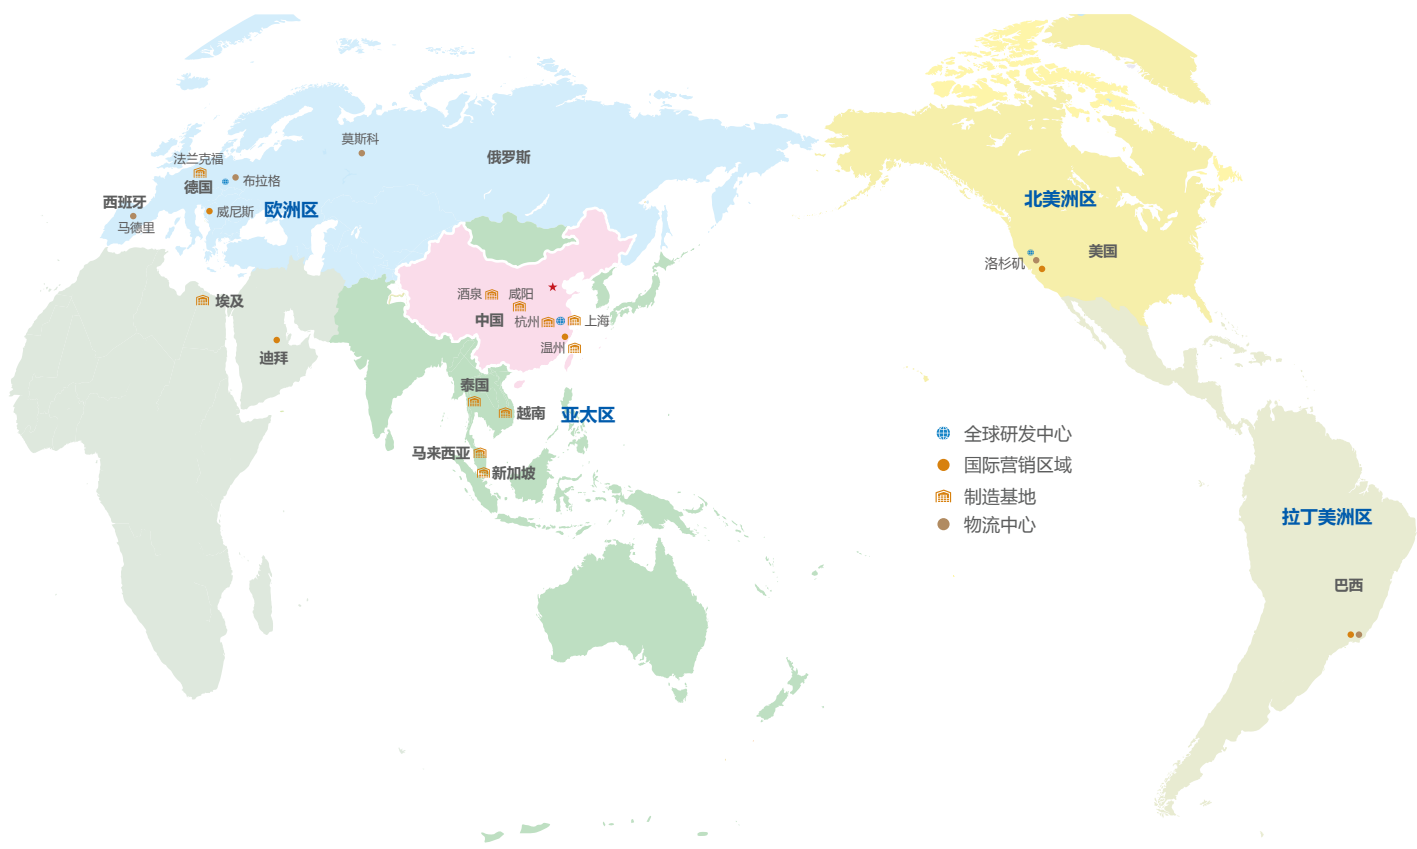 莫斯科
法兰克福
俄罗斯
德国
布拉格
西班牙
威尼斯
欧洲区
马德里
北美洲区
美国
洛杉矶
酒泉
咸阳
埃及
中国
杭州
上海
温州
迪拜
泰国
越南
亚太区
马来西亚
新加坡
全球研发中心
国际营销区域
制造基地
物流中心
拉丁美洲区
巴西